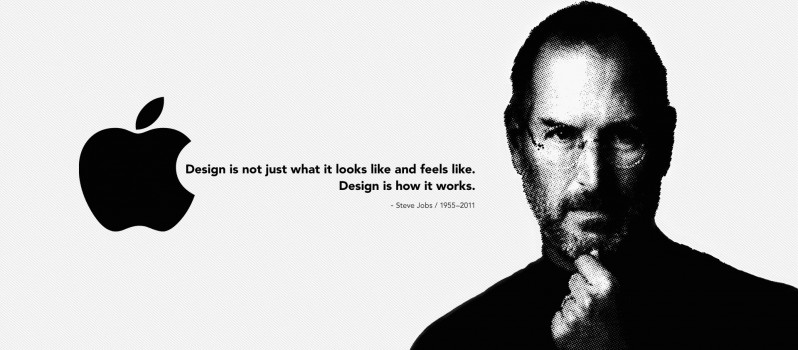 Design is not just what it looks like and feels like.
Design is how it works.
- Steve Jobs / 1955–2011